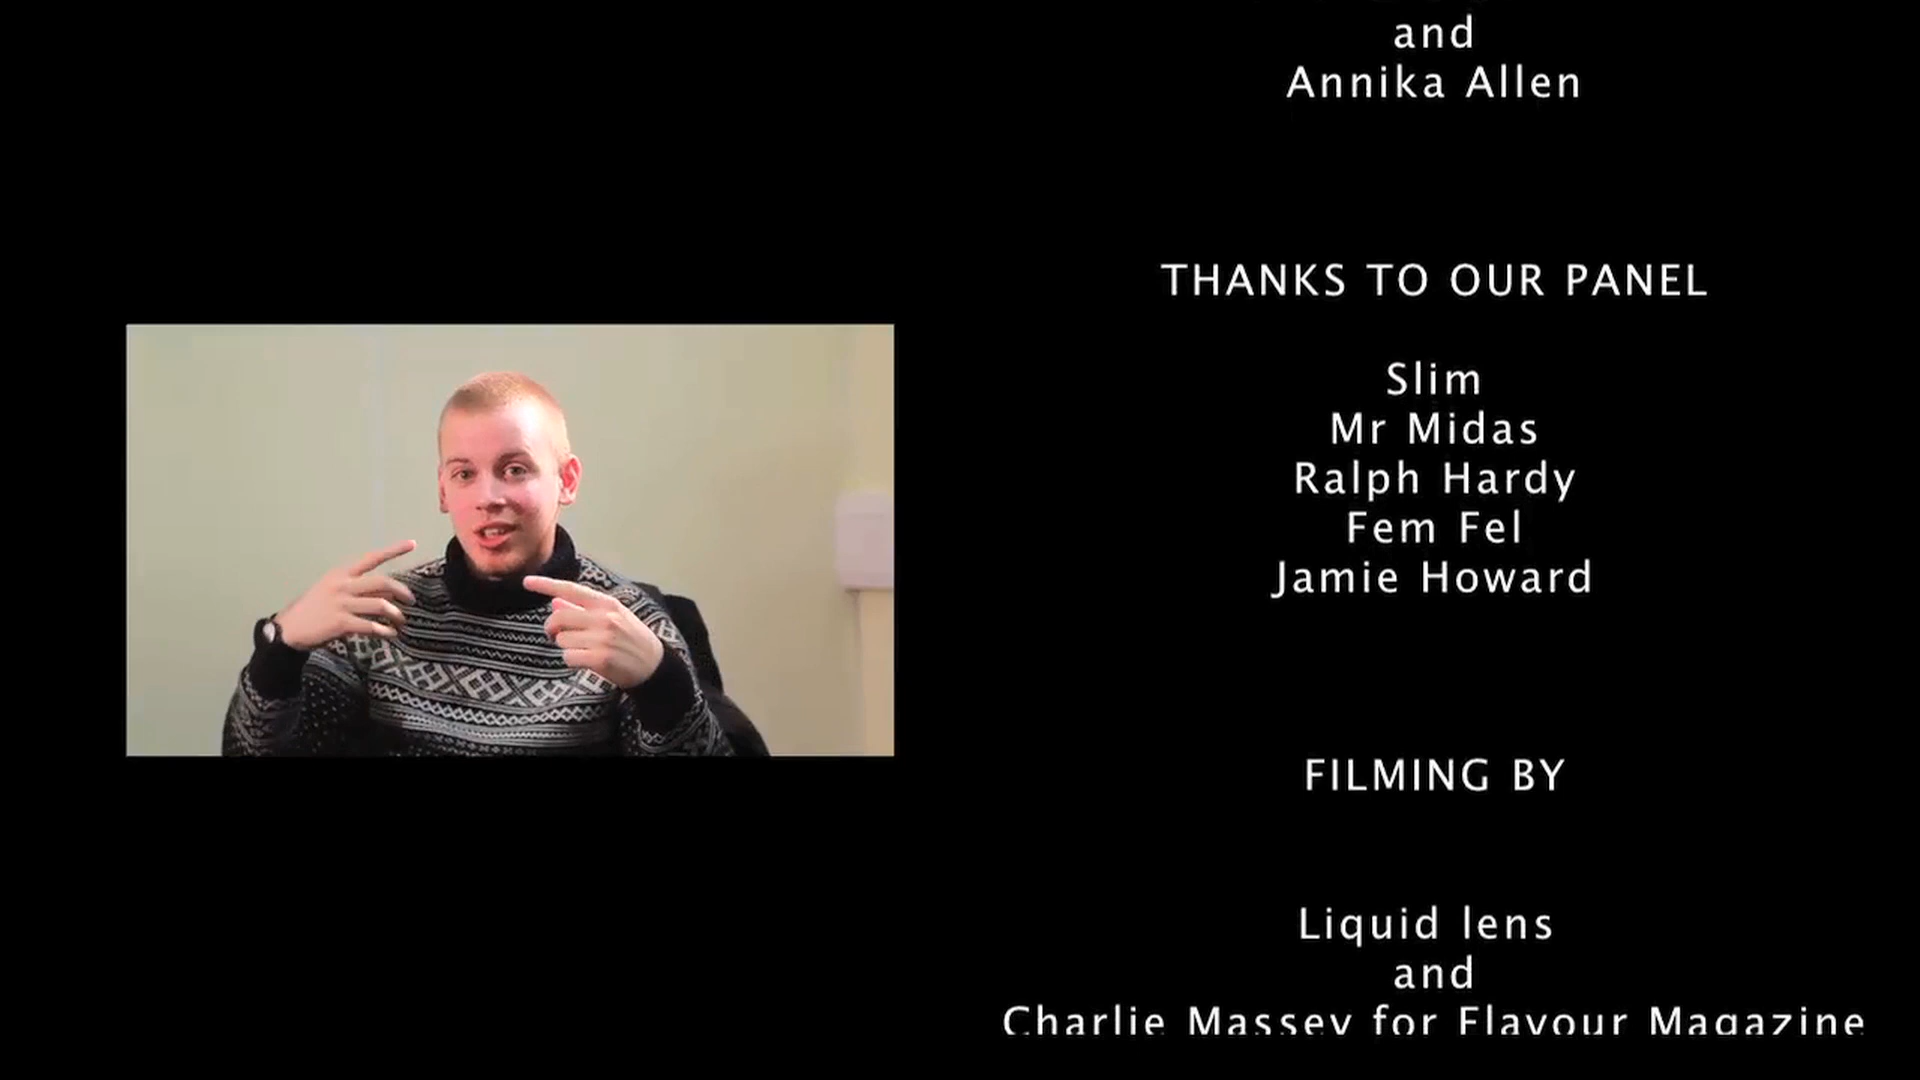 and
Annika Allen
THANKS TO OUR PANEL
Slim
Mr Midas
Ralph Hardy
Fem Fel
Jamie Howard
FILMING BY
Liquid lens
and
Charlie Massey for Flavour Magazine